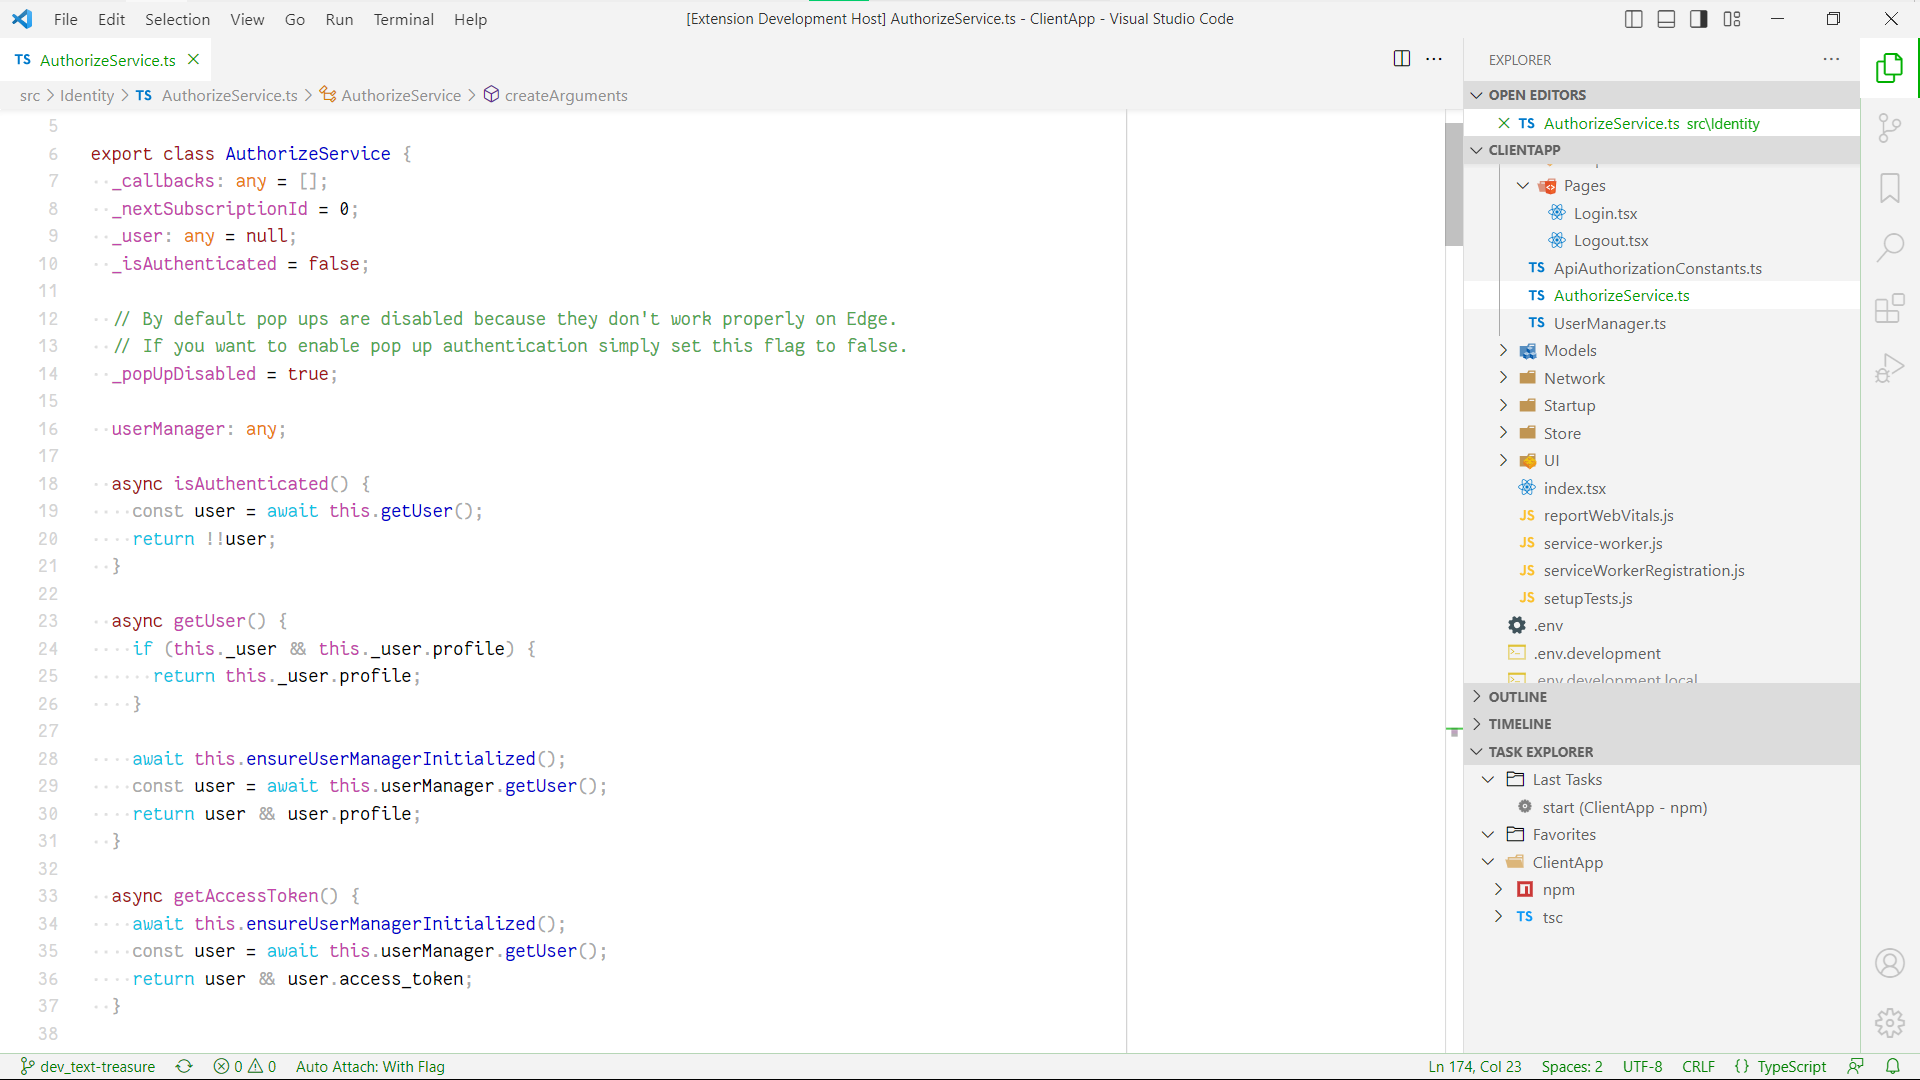 File Edit Selection View Go Run Terminal Help
[Extension Development Host] AuthorizeService.ts - ClientApp - Visual Studio Code
TS AuthorizeService.ts
src > Identity > TS AuthorizeService.ts > AuthorizeService > createArguments
5
6 export class AuthorizeService {
7 _callbacks: any = [];
8 _nextSubscriptionId = 0;
9 _user: any = null;
10 _isAuthenticated = false;
11
12 // By default pop ups are disabled because they don't work properly on Edge.
13 // If you want to enable pop up authentication simply set this flag to false.
14 _popUpDisabled = true;
15
16 userManager: any;
17
18 async isAuthenticated() {
19 const user = await this.getUser();
20 return !!user;
21 }
22
23 async getUser() {
24 if (this._user && this._user.profile) {
25 return this._user.profile;
26 }
27
28 await this.ensureUserManagerInitialized();
29 const user = await this.userManager.getUser();
30 return user && user.profile;
31 }
32
33 async getAccessToken() {
34 await this.ensureUserManagerInitialized();
35 const user = await this.userManager.getUser();
36 return user && user.access_token;
37 }
38
EXPLORER
OPEN EDITORS
TS AuthorizeService.ts src\Identity
CLIENTAPP
Pages
Login.tsx
Logout.tsx
TS ApiAuthorizationConstants.ts
TS AuthorizeService.ts
TS UserManager.ts
Models
Network
Startup
Store
UI
index.tsx
JS reportWebVitals.js
JS service-worker.js
JS serviceWorkerRegistration.js
JS setupTests.js
.env
.env.development
.env.development.local
OUTLINE
TIMELINE
TASK EXPLORER
Last Tasks
start (ClientApp - npm)
Favorites
ClientApp
npm
TS tsc
dev_text-treasure 0 0 Auto Attach: With Flag
Ln 174, Col 23 Spaces: 2 UTF-8 CRLF {} TypeScript